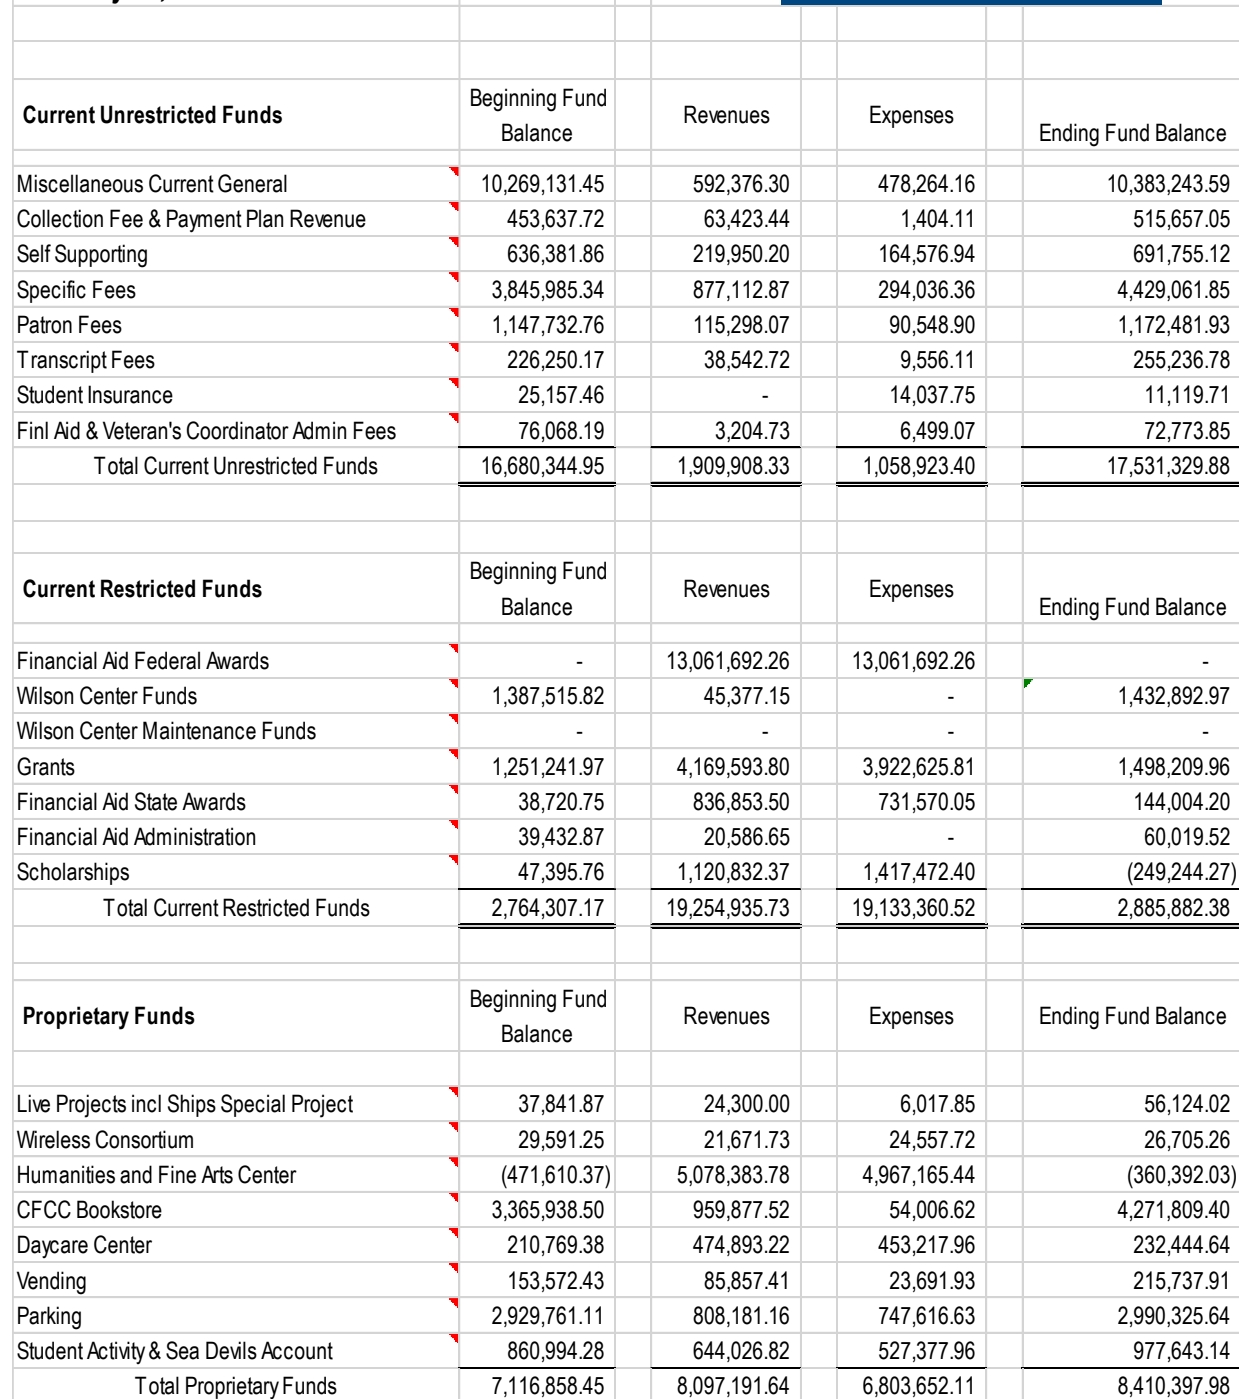 Current Unrestricted Funds Beginning Fund Balance Revenues Expenses Ending Fund Balance
Miscellaneous Current General 10,269,131.45 592,376.30 478,264.16 10,383,243.59
Collection Fee & Payment Plan Revenue 453,637.72 63,423.44 1,404.11 515,657.05
Self Supporting 636,381.86 219,950.20 164,576.94 691,755.12
Specific Fees 3,845,985.34 877,112.87 294,036.36 4,429,061.85
Patron Fees 1,147,732.76 115,298.07 90,548.90 1,172,481.93
Transcript Fees 226,250.17 38,542.72 9,556.11 255,236.78
Student Insurance 25,157.46 - 14,037.75 11,119.71
Finl Aid & Veteran's Coordinator Admin Fees 76,068.19 3,204.73 6,499.07 72,773.85
Total Current Unrestricted Funds 16,680,344.95 1,909,908.33 1,058,923.40 17,531,329.88
Current Restricted Funds Beginning Fund Balance Revenues Expenses Ending Fund Balance
Financial Aid Federal Awards - 13,061,692.26 13,061,692.26 -
Wilson Center Funds 1,387,515.82 45,377.15 - 1,432,892.97
Wilson Center Maintenance Funds - - - -
Grants 1,251,241.97 4,169,593.80 3,922,625.81 1,498,209.96
Financial Aid State Awards 38,720.75 836,853.50 731,570.05 144,004.20
Financial Aid Administration 39,432.87 20,586.65 - 60,019.52
Scholarships 47,395.76 1,120,832.37 1,417,472.40 (249,244.27)
Total Current Restricted Funds 2,764,307.17 19,254,935.73 19,133,360.52 2,885,882.38
Proprietary Funds Beginning Fund Balance Revenues Expenses Ending Fund Balance
Live Projects incl Ships Special Project 37,841.87 24,300.00 6,017.85 56,124.02
Wireless Consortium 29,591.25 21,671.73 24,557.72 26,705.26
Humanities and Fine Arts Center (471,610.37) 5,078,383.78 4,967,165.44 (360,392.03)
CFCC Bookstore 3,365,938.50 959,877.52 54,006.62 4,271,809.40
Daycare Center 210,769.38 474,893.22 453,217.96 232,444.64
Vending 153,572.43 85,857.41 23,691.93 215,737.91
Parking 2,929,761.11 808,181.16 747,616.63 2,990,325.64
Student Activity & Sea Devils Account 860,994.28 644,026.82 527,377.96 977,643.14
Total Proprietary Funds 7,116,858.45 8,097,191.64 6,803,652.11 8,410,397.98